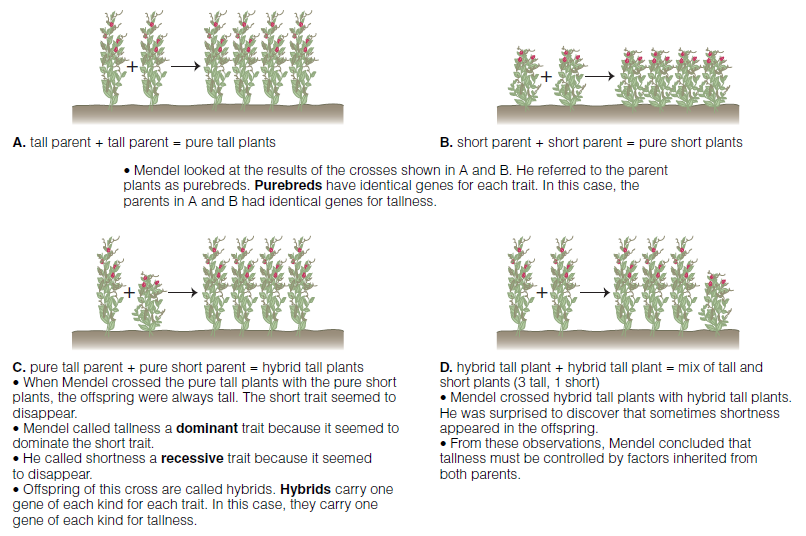 +
+
A. tall parent + tall parent = pure tall plants
B. short parent + short parent = pure short plants
• Mendel looked at the results of the crosses shown in A and B. He referred to the parent
plants as purebreds. Purebreds have identical genes for each trait. In this case, the
parents in A and B had identical genes for tallness.
+
+
C. pure tall parent + pure short parent = hybrid tall plants
• When Mendel crossed the pure tall plants with the pure short
plants, the offspring were always tall. The short trait seemed to
disappear.
• Mendel called tallness a dominant trait because it seemed to
dominate the short trait.
• He called shortness a recessive trait because it seemed
to disappear.
• Offspring of this cross are called hybrids. Hybrids carry one
gene of each kind for each trait. In this case, they carry one
gene of each kind for tallness.
D. hybrid tall plant + hybrid tall plant = mix of tall and
short plants (3 tall, 1 short)
• Mendel crossed hybrid tall plants with hybrid tall plants.
He was surprised to discover that sometimes shortness
appeared in the offspring.
• From these observations, Mendel concluded that
tallness must be controlled by factors inherited from
both parents.